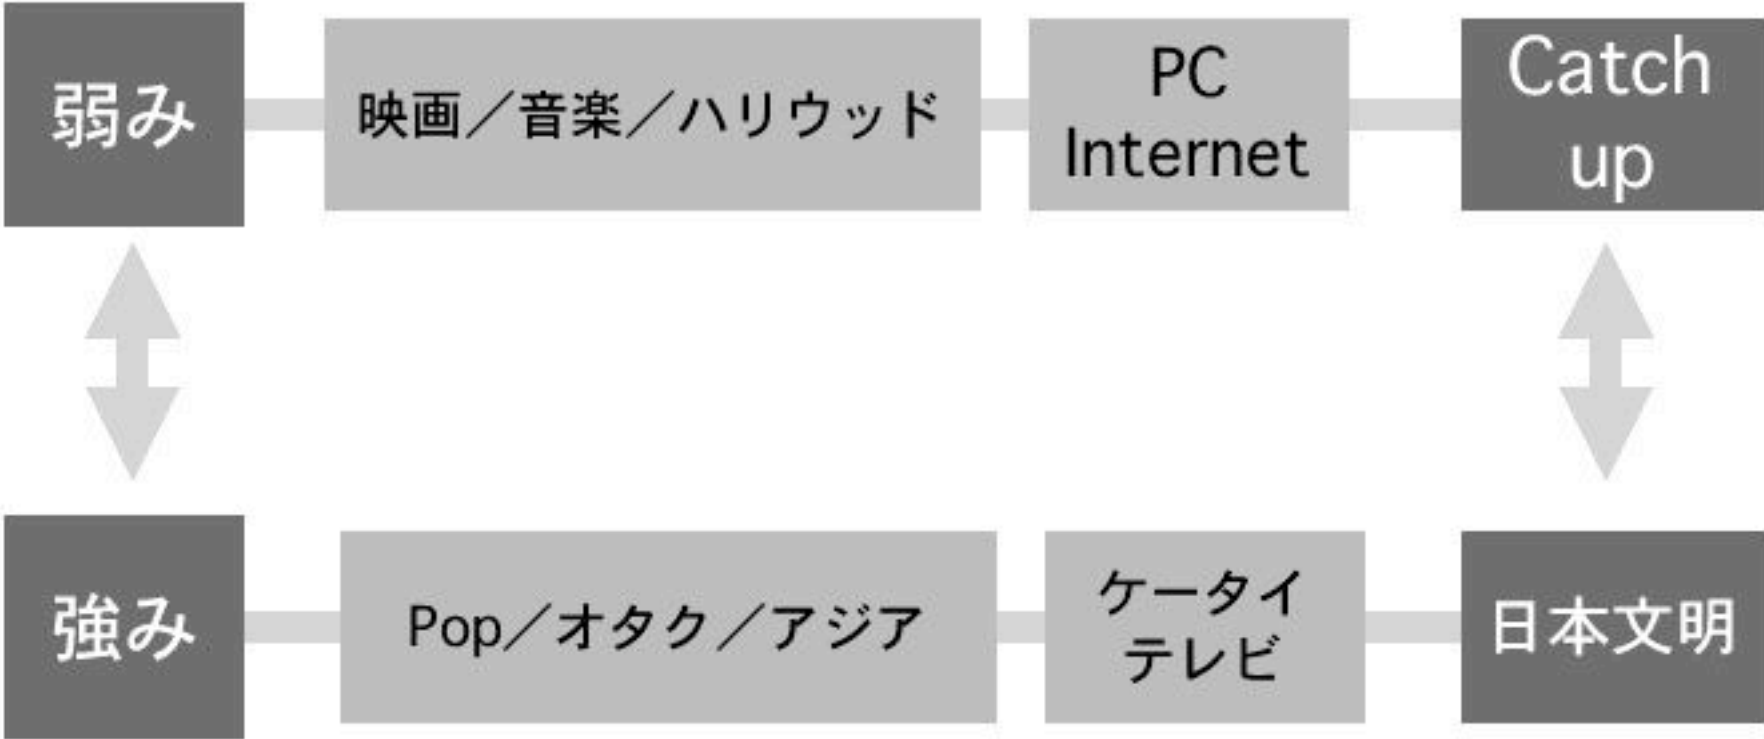 弱み
映画／音楽／ハリウッド
PC
Internet
Catch
up
強み
Pop／オタク／アジア
ケータイ
テレビ
日本文明